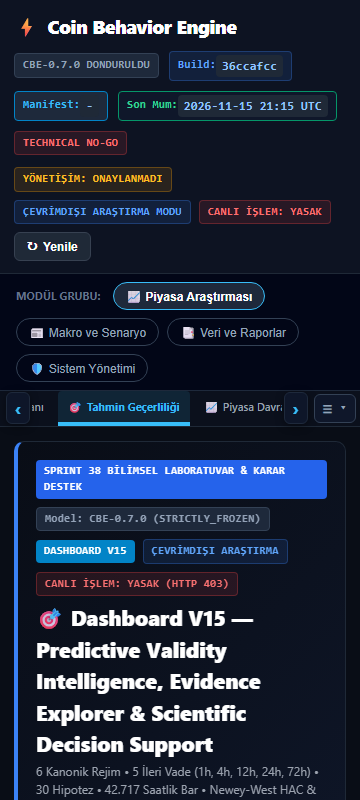 Coin Behavior Engine
CBE-0.7.0 DONDURULDU
Build: 36ccafcc
Manifest: -
Son Mum: 2026-11-15 21:15 UTC
TECHNICAL NO-GO
YÖNETİŞİM: ONAYLANMADI
ÇEVRİMDIŞI ARAŞTIRMA MODU
CANLI İŞLEM: YASAK
↻ Yenile
MODÜL GRUBU:
Piyasa Araştırması
Makro ve Senaryo
Veri ve Raporlar
Sistem Yönetimi
‹
anı
Tahmin Geçerliliği
Piyasa Davra
›
☰ ▾
SPRINT 38 BİLİMSEL LABORATUVAR & KARAR
DESTEK
Model: CBE-0.7.0 (STRICTLY_FROZEN)
DASHBOARD V15
ÇEVRİMDIŞI ARAŞTIRMA
CANLI İŞLEM: YASAK (HTTP 403)
Dashboard V15 —
Predictive Validity
Intelligence, Evidence
Explorer & Scientific
Decision Support
6 Kanonik Rejim • 5 İleri Vade (1h, 4h, 12h, 24h, 72h) •
30 Hipotez • 42.717 Saatlik Bar • Newey-West HAC &